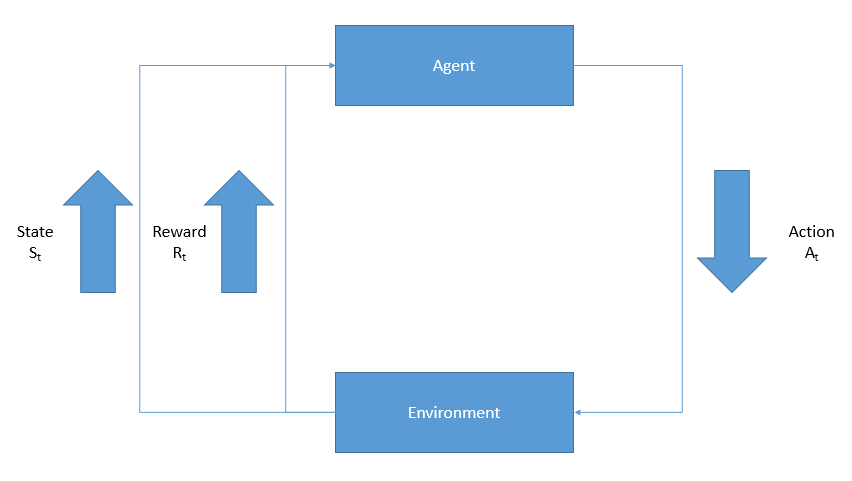 Agent
State
Sₜ
Reward
Rₜ
Action
Aₜ
Environment